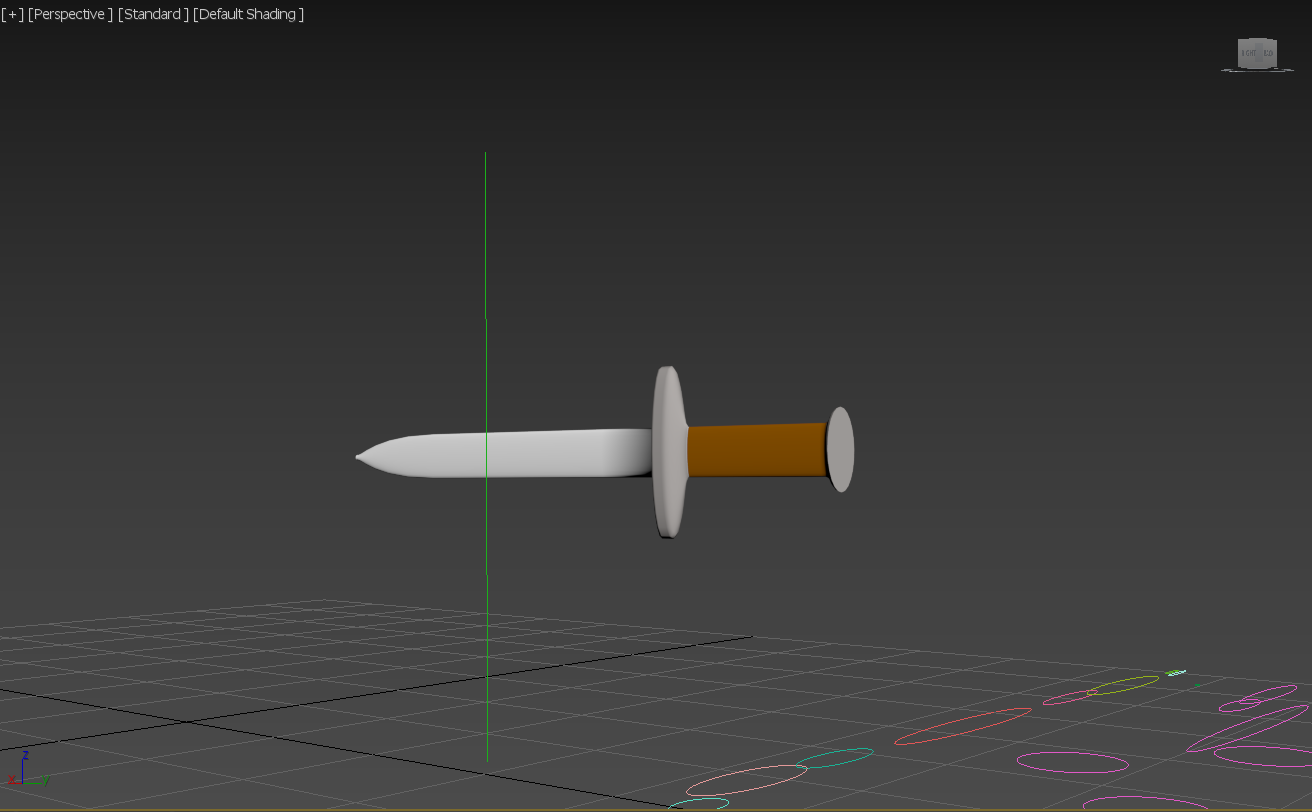 [+] [Perspective ] [Standard ] [Default Shading ]
z
x
y